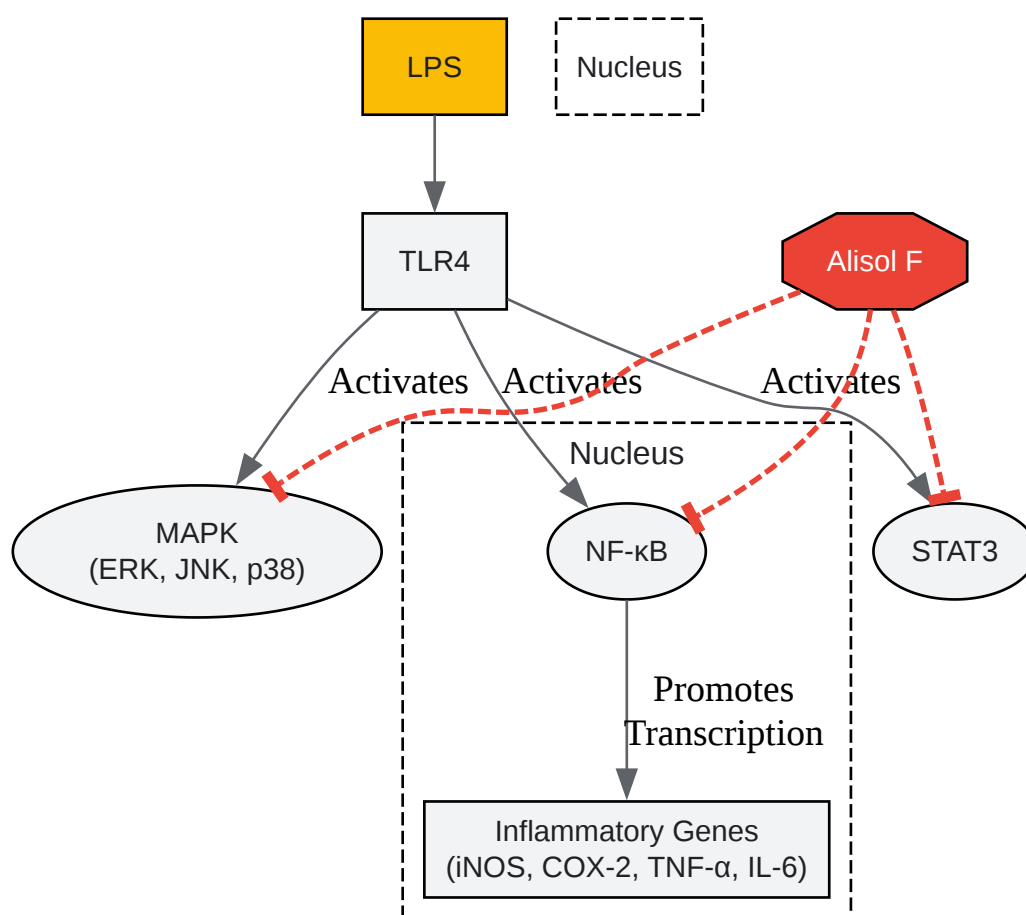 LPS
Nucleus
TLR4
Alisol F
Activates
Activates
Activates
Nucleus
MAPK
(ERK, JNK, p38)
NF-κB
STAT3
Promotes
Transcription
Inflammatory Genes
(iNOS, COX-2, TNF-α, IL-6)